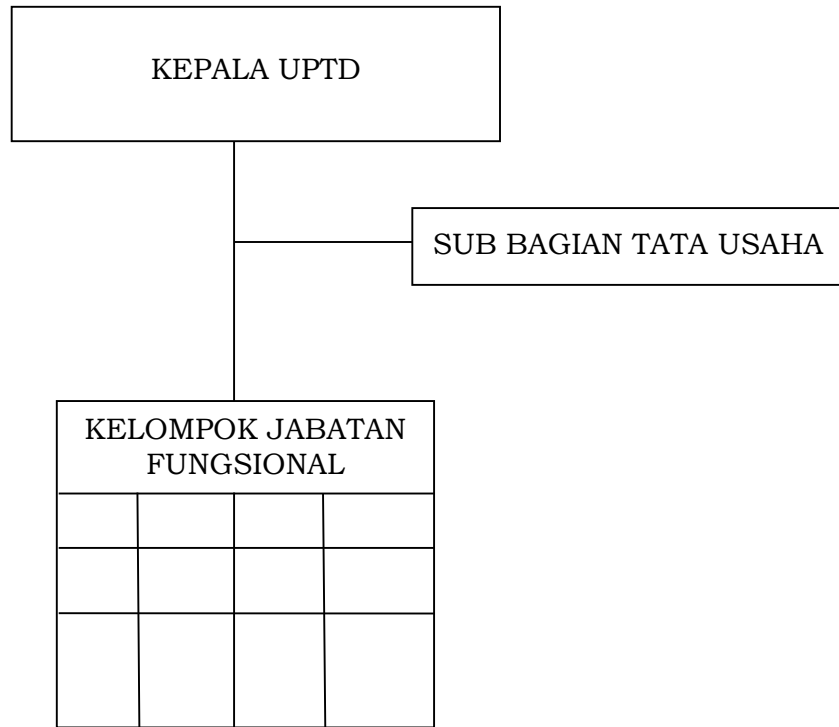 KEPALA UPTD
SUB BAGIAN TATA USAHA
KELOMPOK JABATAN
FUNGSIONAL